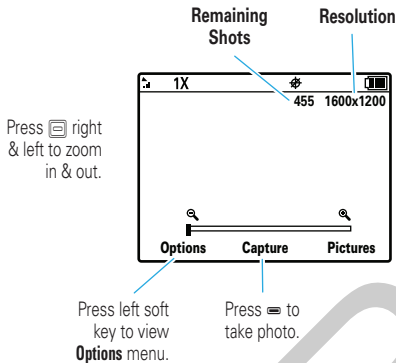 Remaining
Shots
Resolution
1X
455 1600x1200
Press right
& left to zoom
in & out.
Options Capture Pictures
Press left soft
key to view
Options menu.
Press to
take photo.